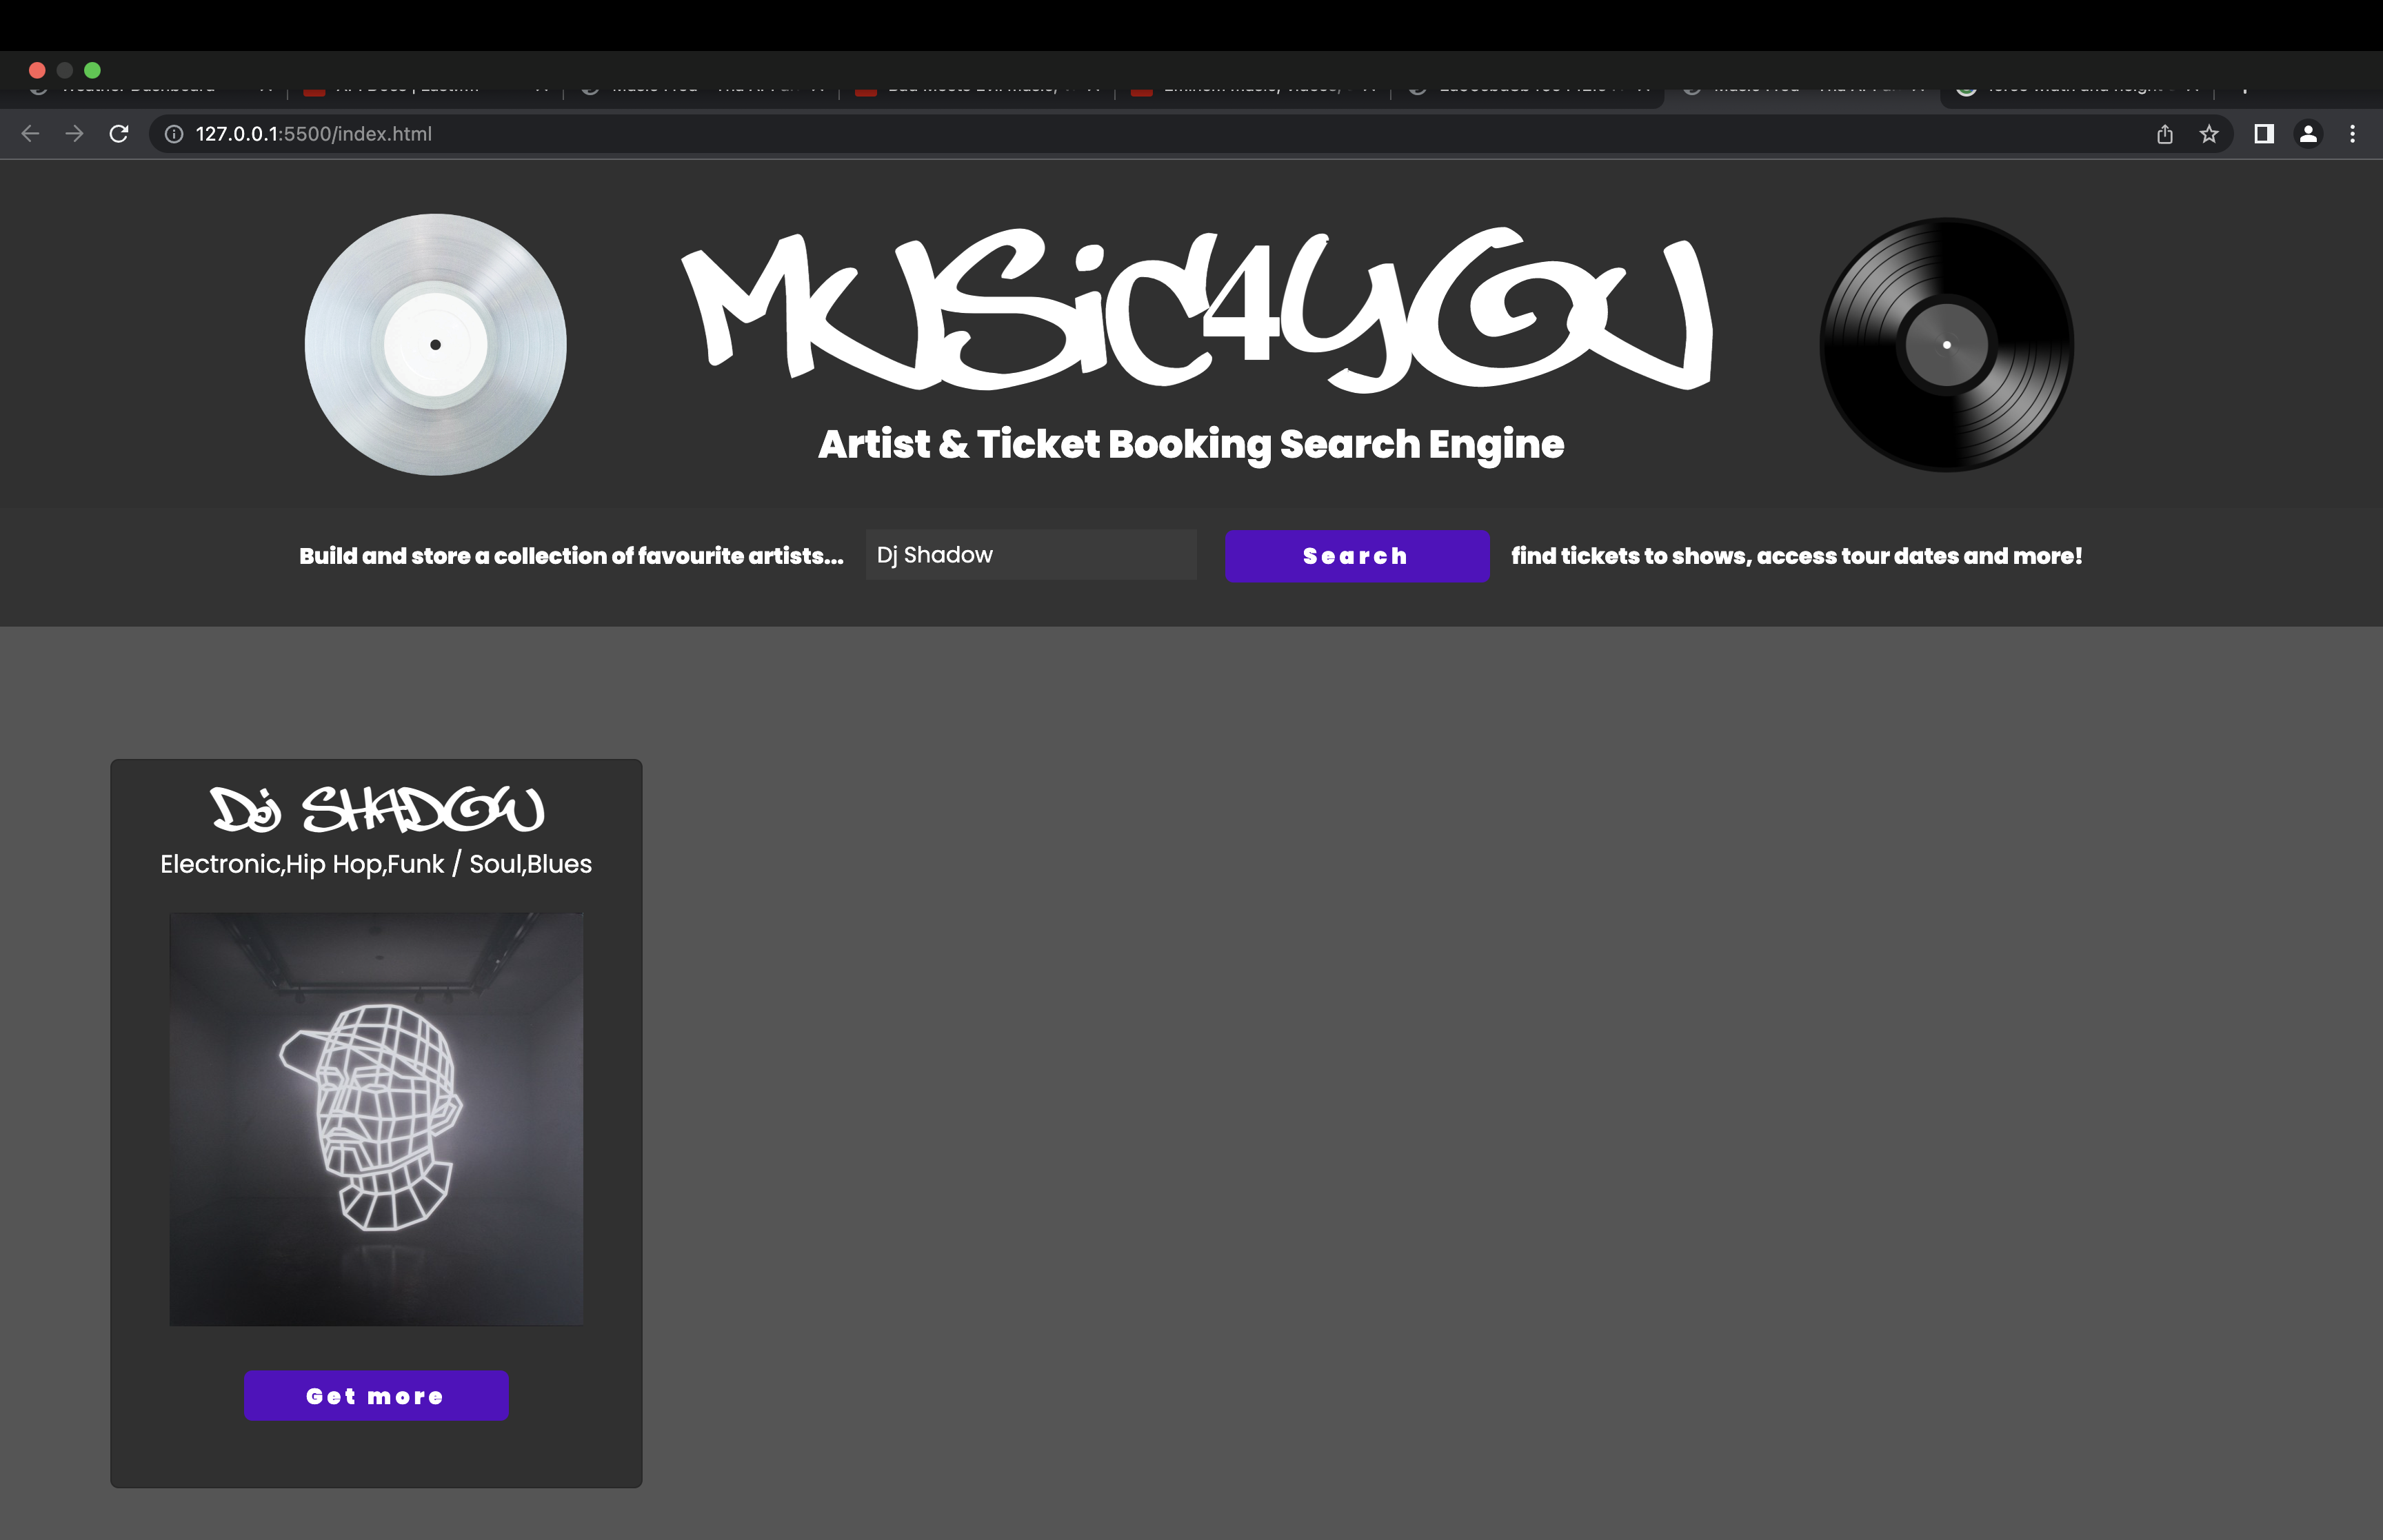 127.0.0.1:5500/index.html
MUSiC4YOU
Artist & Ticket Booking Search Engine
Build and store a collection of favourite artists... Dj Shadow Search find tickets to shows, access tour dates and more!
Dj SHADOW
Electronic,Hip Hop,Funk / Soul,Blues
Get more